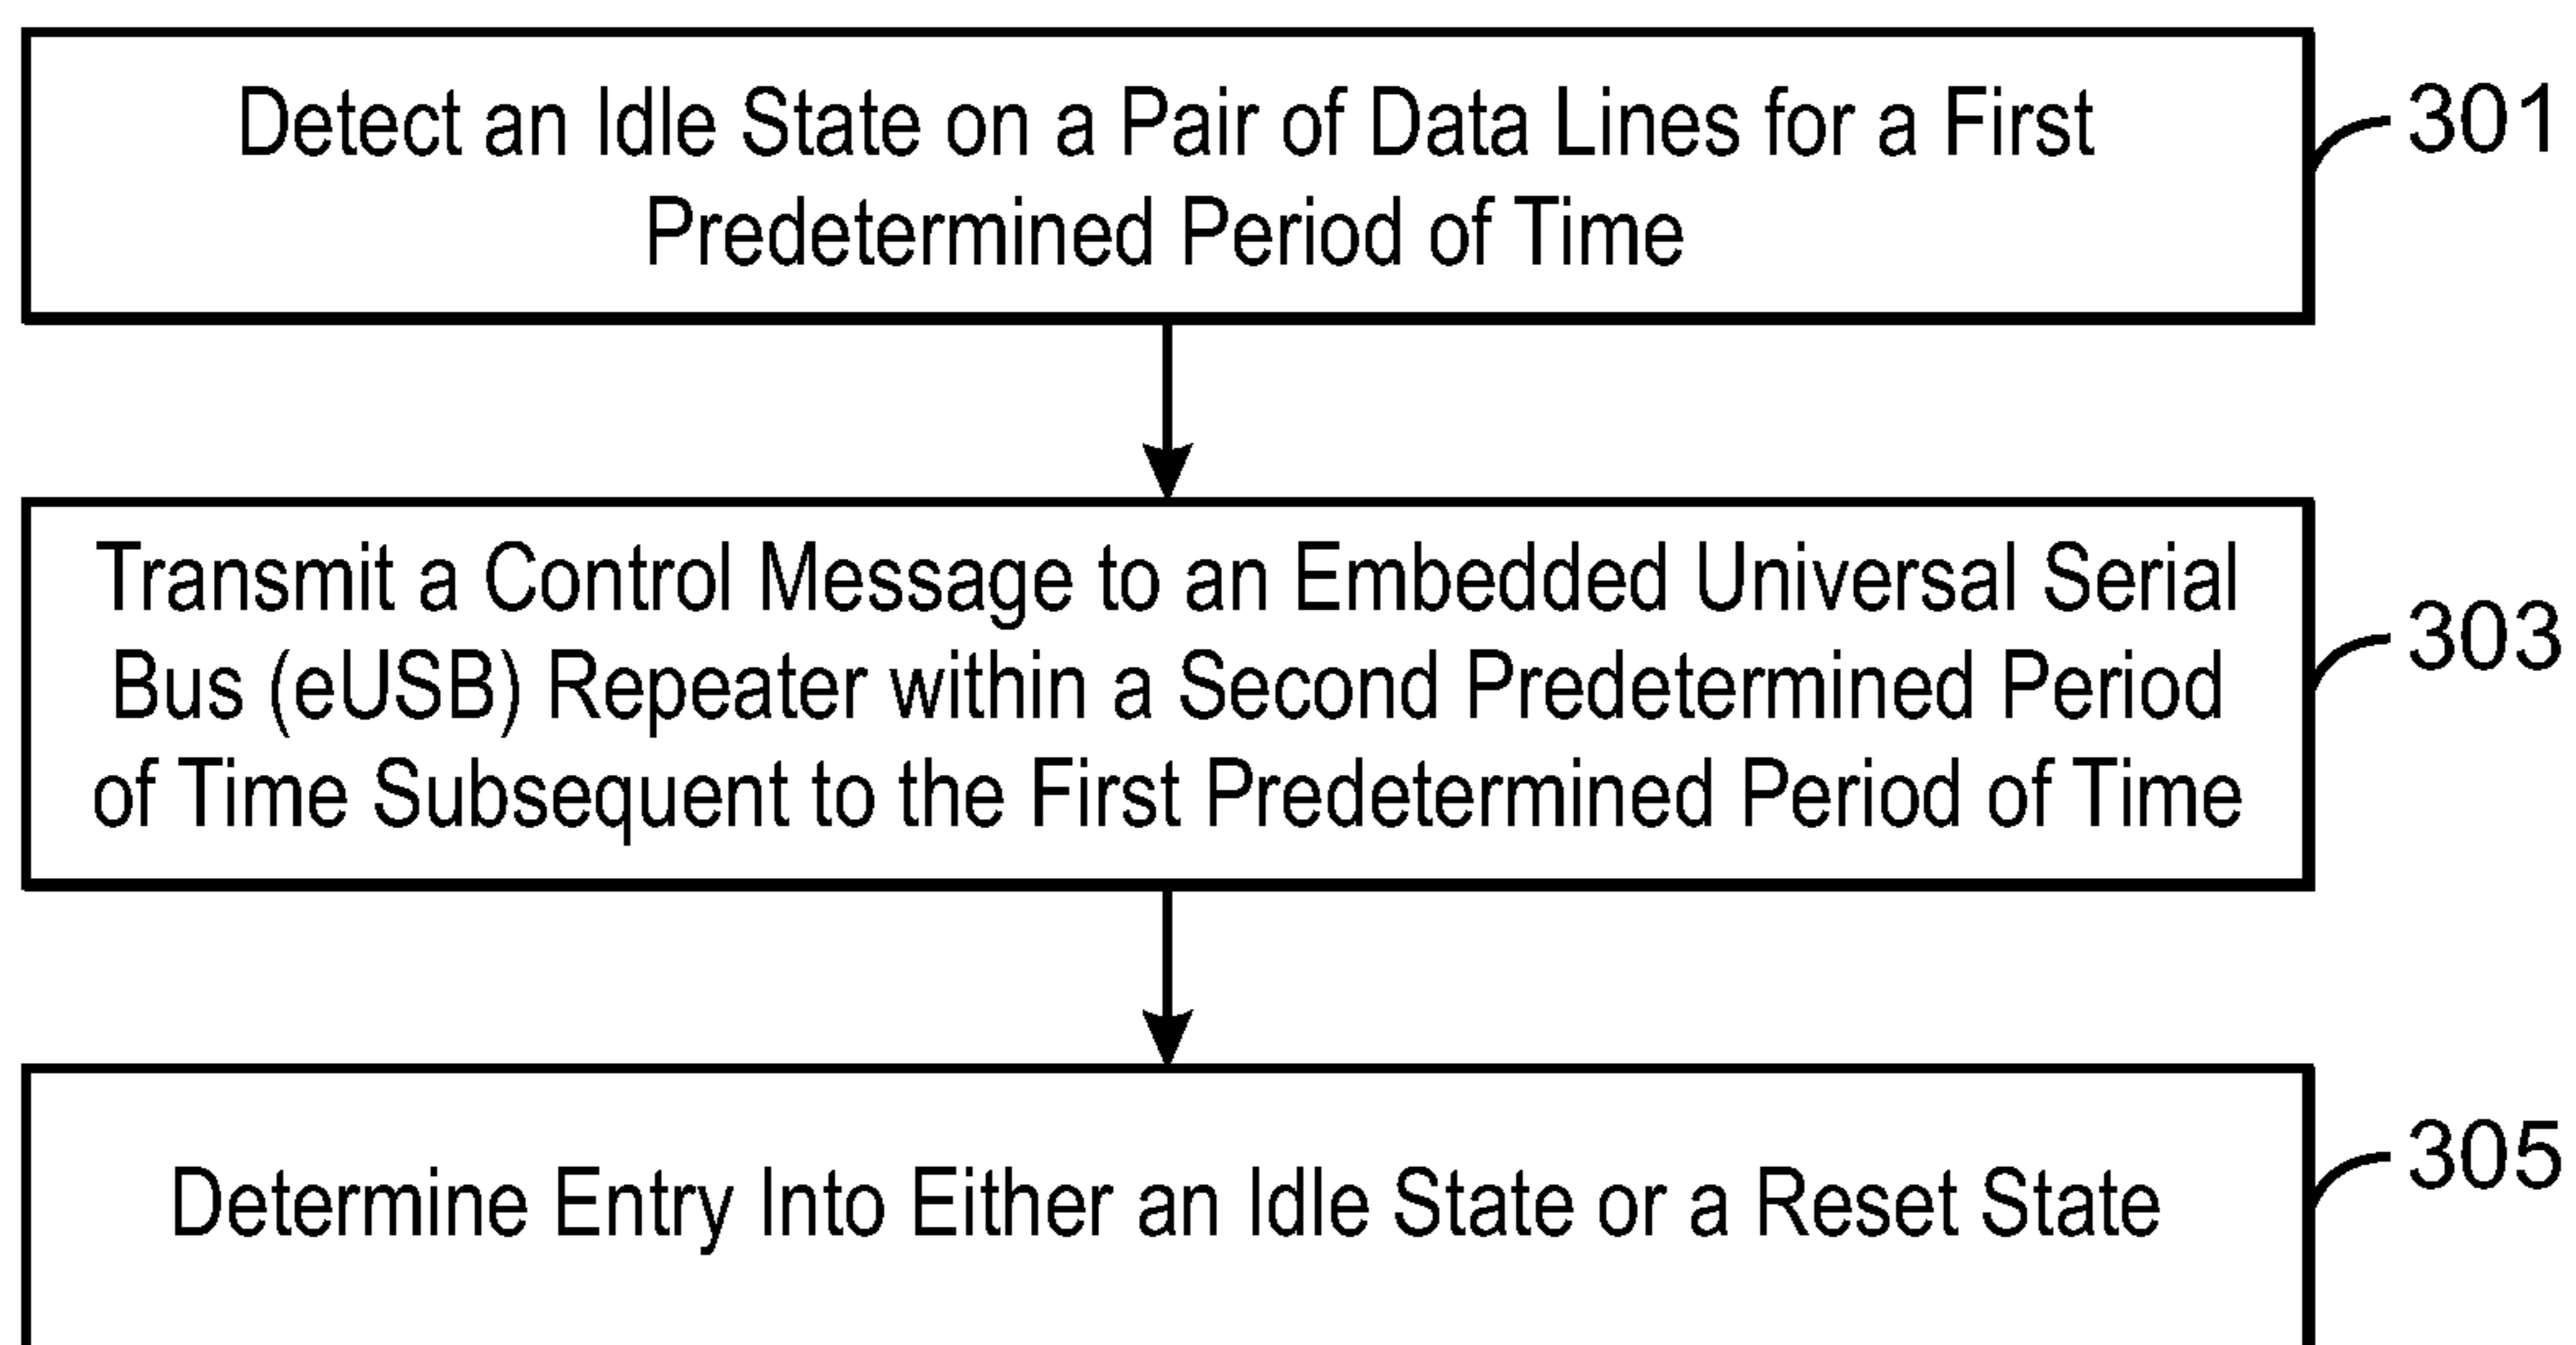 Detect an Idle State on a Pair of Data Lines for a First
Predetermined Period of Time
301
Transmit a Control Message to an Embedded Universal Serial
Bus (eUSB) Repeater within a Second Predetermined Period
of Time Subsequent to the First Predetermined Period of Time
303
Determine Entry Into Either an Idle State or a Reset State
305